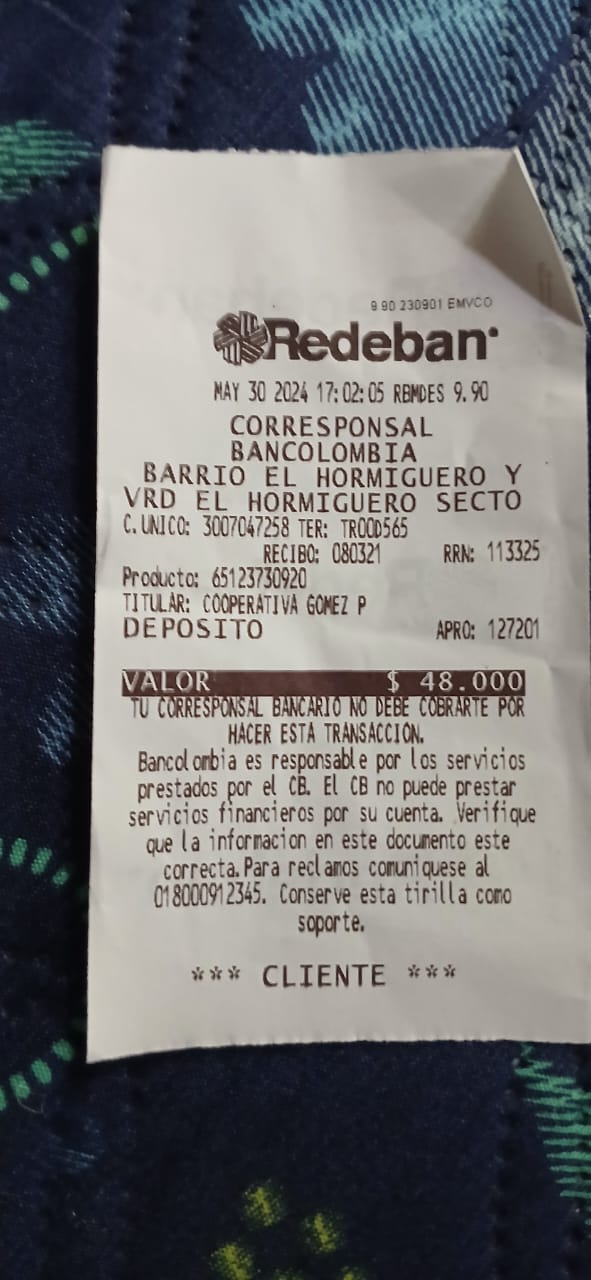 9 90 230901 EMVCO
Redeban
MAY 30 2024 17:02:05 RBMDES 9.90
CORRESPONSAL
BANCOLOMBIA
BARRIO EL HORMIGUERO Y
VRD EL HORMIGUERO SECTO
C. UNICO: 3007047258 TER: TR00D565
RECIBO: 080321 RRN: 113325
Producto: 65123730920
TITULAR: COOPERATIVA GOMEZ P
DEPOSITO APRO: 127201
VALOR $ 48.000
TU CORRESPONSAL BANCARIO NO DEBE COBRARTE POR
HACER ESTA TRANSACCION.
Bancolombia es responsable por los servicios
prestados por el CB. El CB no puede prestar
servicios financieros por su cuenta. Verifique
que la informacion en este documento este
correcta. Para reclamos comuniquese al
018000912345. Conserve esta tirilla como
soporte.
*** CLIENTE ***